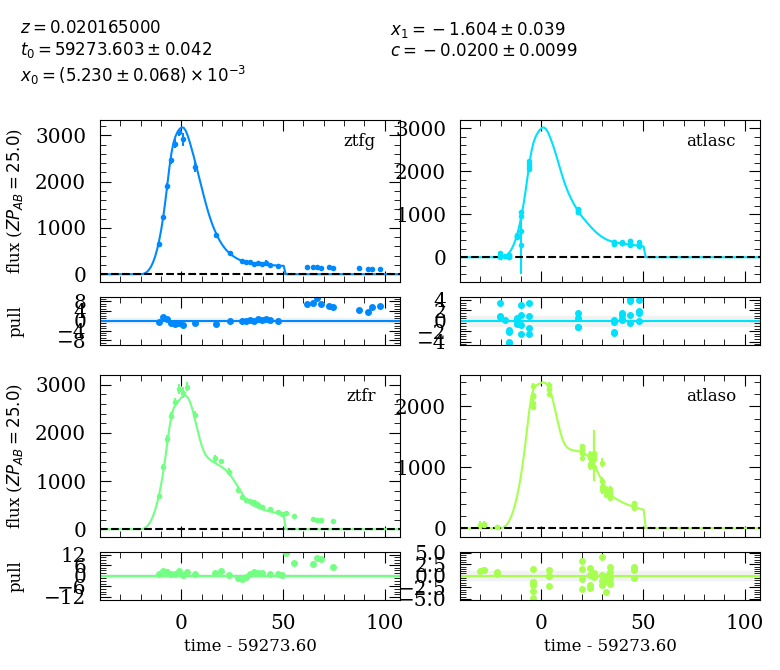 z = 0.020165000
t₀ = 59273.603 ± 0.042
x₀ = (5.230 ± 0.068) × 10⁻³
x₁ = −1.604 ± 0.039
c = −0.0200 ± 0.0099
flux (ZP_AB = 25.0)
3000
2000
1000
0
ztfg
3000
2000
1000
0
atlasc
pull
8
4
0
−4
−8
4
2
0
−2
−4
flux (ZP_AB = 25.0)
3000
2000
1000
0
ztfr
2000
1000
0
atlaso
pull
12
6
0
−6
−12
5.0
2.5
0.0
−2.5
−5.0
0 50 100
0 50 100
time - 59273.60
time - 59273.60